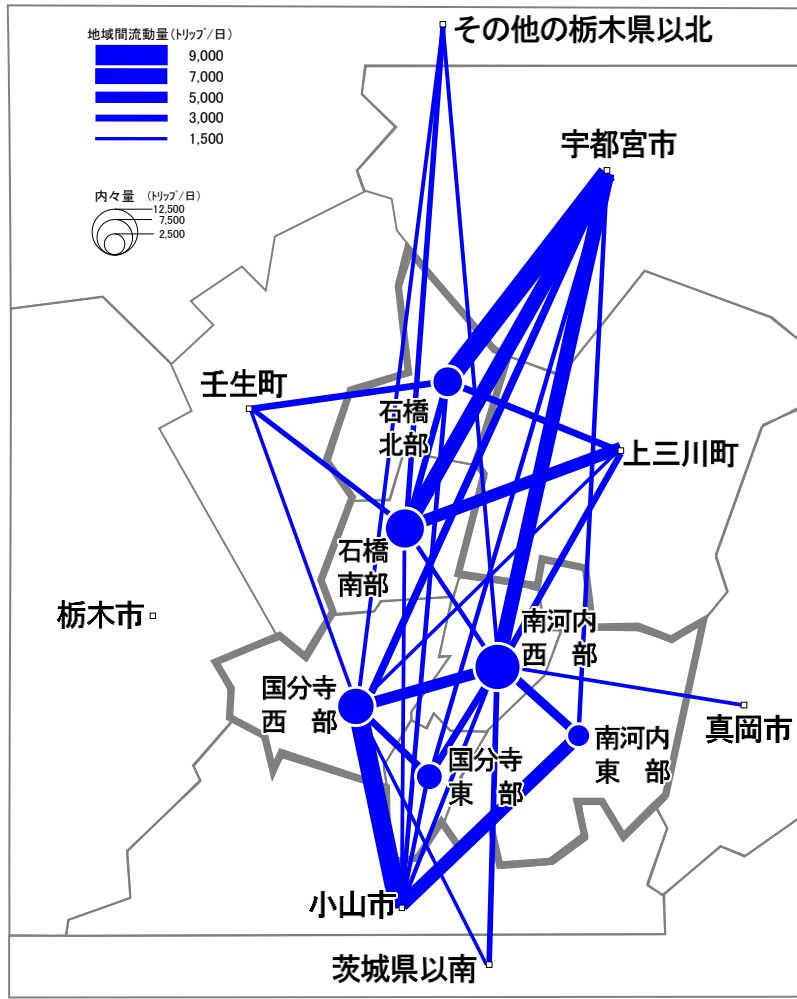 その他の栃木県以北
地域間流動量(トリップ/日)
9,000
7,000
5,000
3,000
1,500
宇都宮市
内々量 (トリップ/日)
12,500
7,500
2,500
壬生町
石橋
北部
上三川町
石橋
南部
栃木市
南河内
西 部
国分寺
西 部
真岡市
南河内
東 部
国分寺
東 部
小山市
茨城県以南